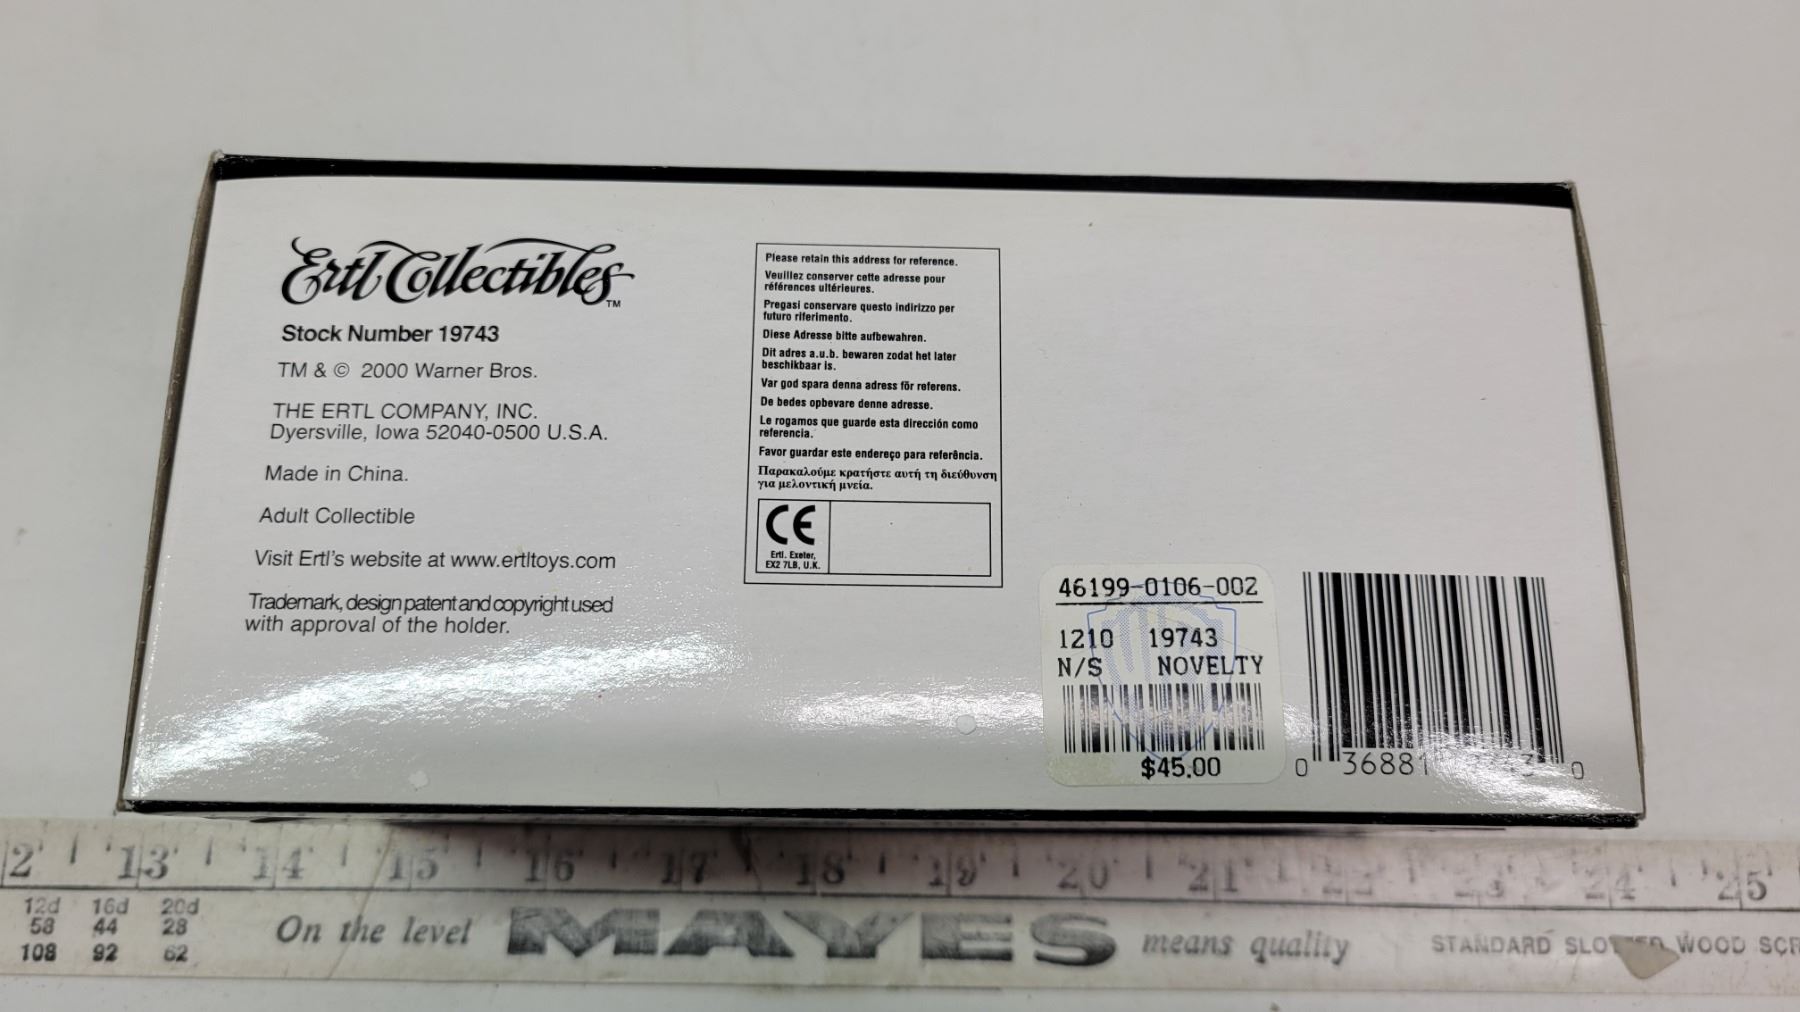 Ertl Collectibles™
Stock Number 19743
TM & © 2000 Warner Bros.
THE ERTL COMPANY, INC.
Dyersville, Iowa 52040-0500 U.S.A.
Made in China.
Adult Collectible
Visit Ertl's website at www.ertltoys.com
Trademark, design patent and copyright used
with approval of the holder.
Please retain this address for reference.
Veuillez conserver cette adresse pour
références ultérieures.
Pregasi conservare questo indirizzo per
futuro riferimento.
Diese Adresse bitte aufbewahren.
Dit adres a.u.b. bewaren zodat het later
beschikbaar is.
Var god spara denna adress för referens.
De bedes opbevare denne adresse.
Le rogamos que guarde esta dirección como
referencia.
Favor guardar este endereço para referência.
Παρακαλούμε κρατήστε αυτή τη διεύθυνση
για μελοντική μνεία.
CE
Ertl. Exeter,
EX2 7LB, U.K.
46199-0106-002
1210 19743
N/S NOVELTY
$45.00
0 36881 0
12 13 14 15 16 17 18 19 20 21 22 23 24 25
12d 16d 20d
58 44 28
108 92 62
On the level MAYES means quality
STANDARD WOOD